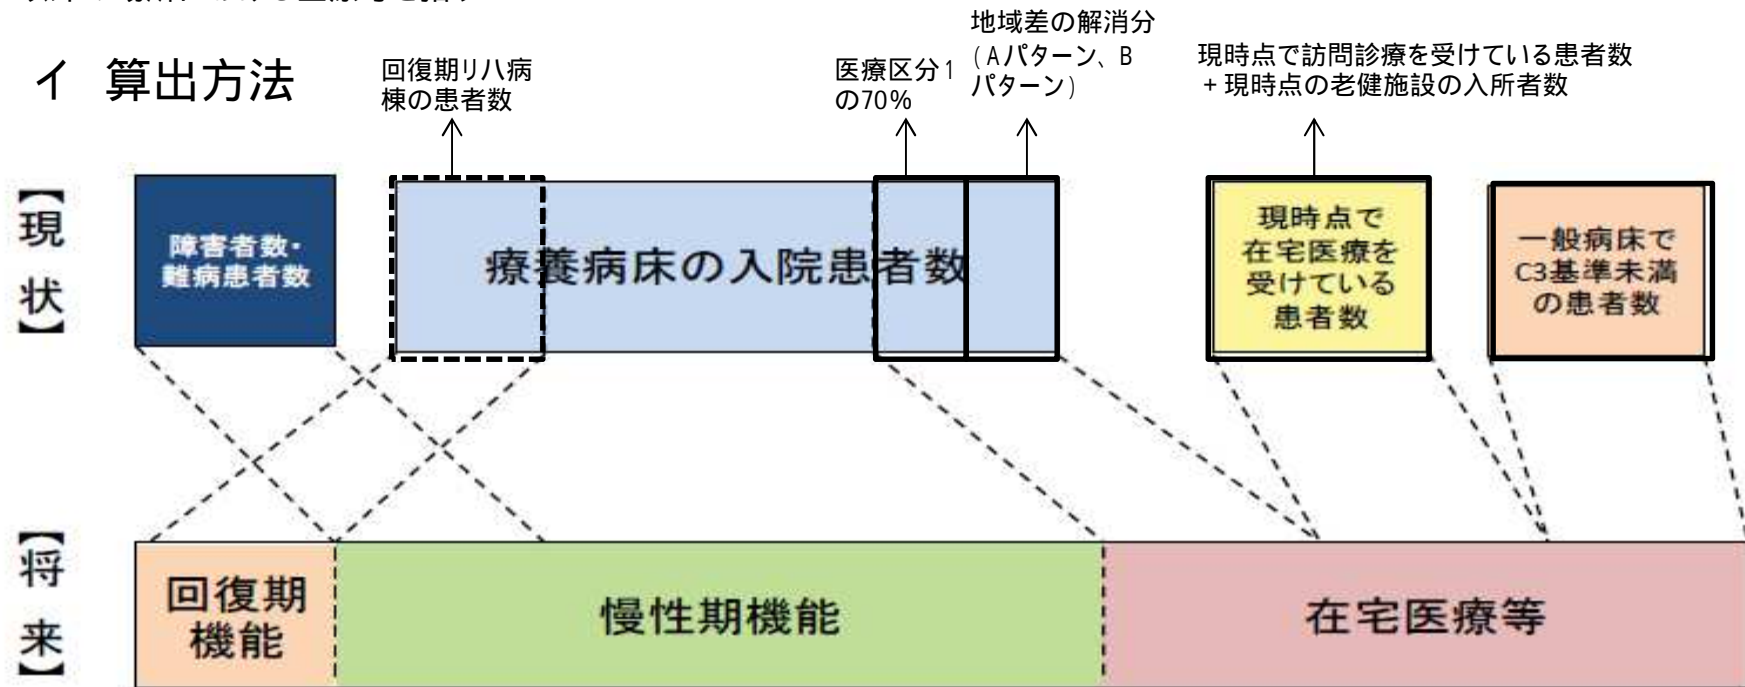 イ 算出方法
回復期リハ病
棟の患者数
医療区分1
の70%
地域差の解消分
(Aパターン、B
パターン)
現時点で訪問診療を受けている患者数
+現時点の老健施設の入所者数
【現状】
障害者数・
難病患者数
療養病床の入院患者数
現時点で
在宅医療を
受けている
患者数
一般病床で
C3基準未満
の患者数
【将来】
回復期
機能
慢性期機能
在宅医療等